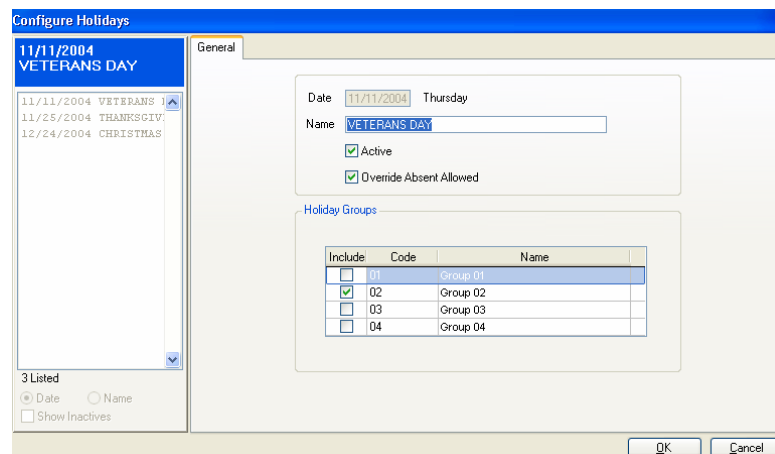 Configure Holidays
11/11/2004
VETERANS DAY
11/11/2004 VETERANS
11/25/2004 THANKSGIV
12/24/2004 CHRISTMAS
3 Listed
Date Name
Show Inactives
General
Date 11/11/2004 Thursday
Name VETERANS DAY
Active
Override Absent Allowed
Holiday Groups
Include Code Name
01 Group 01
02 Group 02
03 Group 03
04 Group 04
OK Cancel